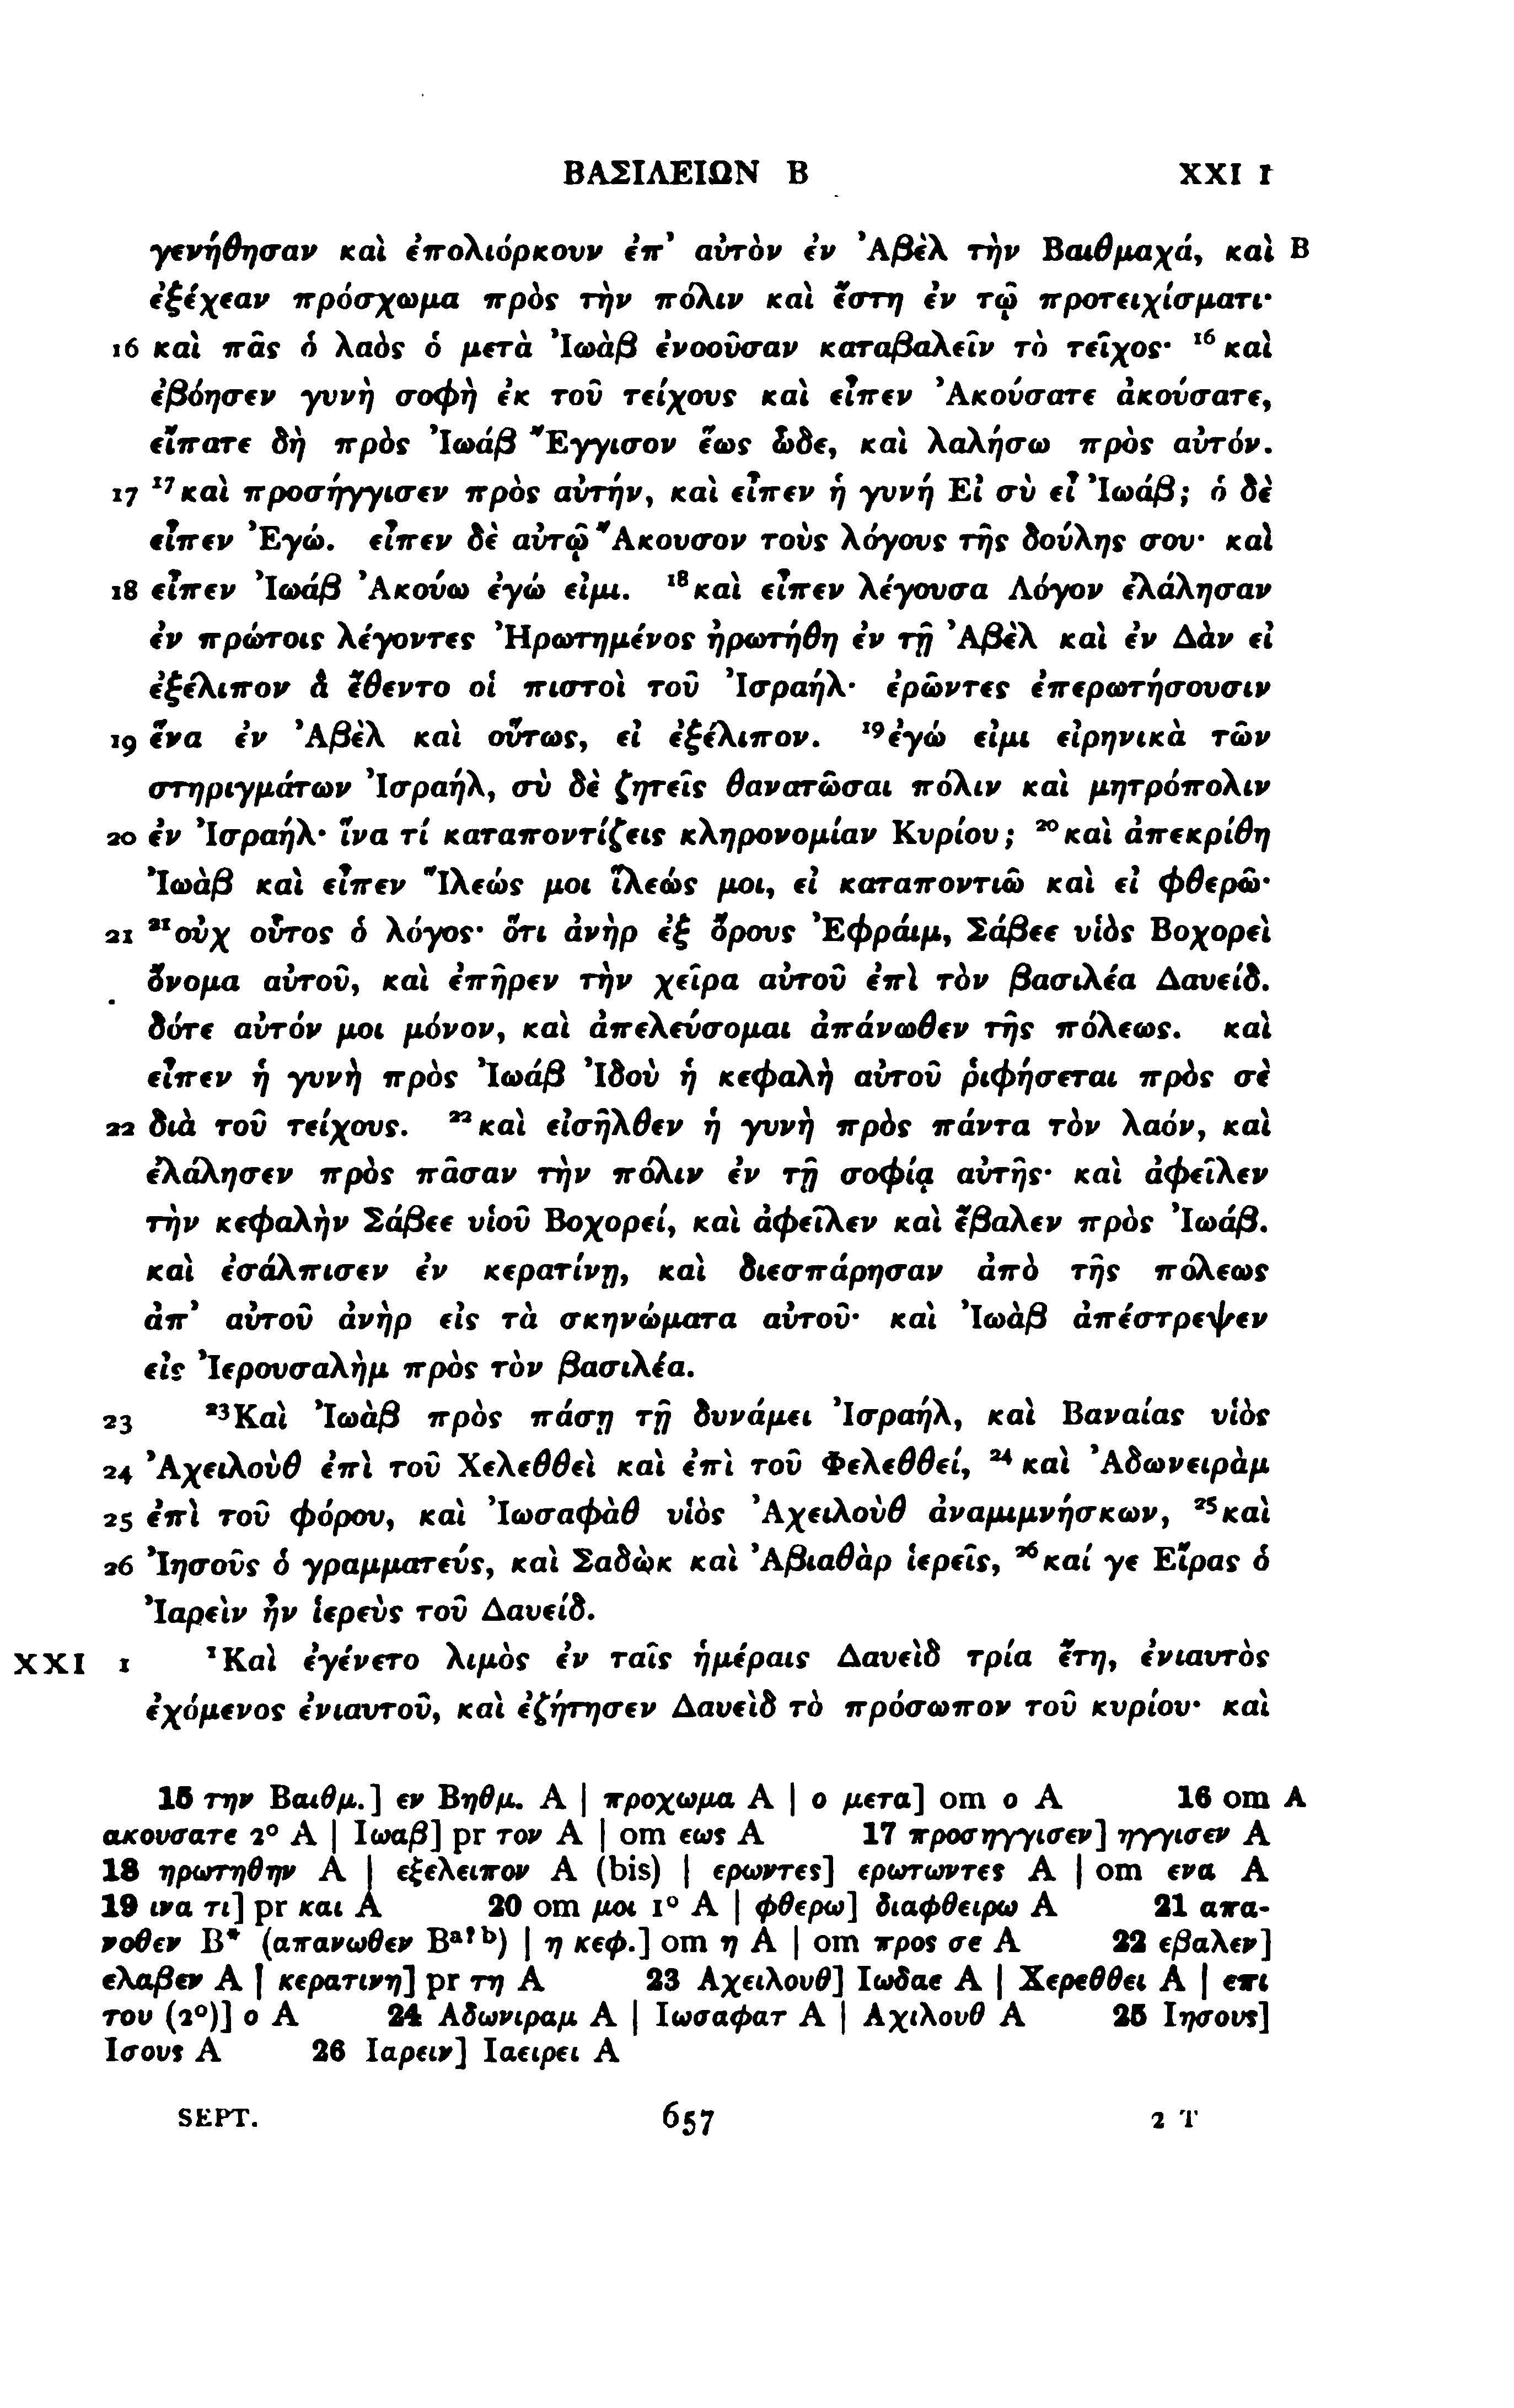 ΒΑΣΙΛΕΙΩΝ Β XXI 1
γενήθησαν καὶ ἐπολιόρκουν ἐπ᾽ αὐτὸν ἐν Ἀβὲλ τὴν Βαιθμαχά, καὶ B
ἐξέχεαν πρόσχωμα πρὸς τὴν πόλιν καὶ ἔστη ἐν τῷ προτειχίσματι·
16 καὶ πᾶς ὁ λαὸς ὁ μετὰ Ἰωὰβ ἐνοοῦσαν καταβαλεῖν τὸ τεῖχος· ¹⁶καὶ
ἐβόησεν γυνὴ σοφὴ ἐκ τοῦ τείχους καὶ εἶπεν Ἀκούσατε ἀκούσατε,
εἴπατε δὴ πρὸς Ἰωάβ Ἔγγισον ἕως ὧδε, καὶ λαλήσω πρὸς αὐτόν.
17 ¹⁷καὶ προσήγγισεν πρὸς αὐτήν, καὶ εἶπεν ἡ γυνή Εἰ σὺ εἶ Ἰωάβ; ὁ δὲ
εἶπεν Ἐγώ. εἶπεν δὲ αὐτῷ Ἄκουσον τοὺς λόγους τῆς δούλης σου· καὶ
18 εἶπεν Ἰωάβ Ἀκούω ἐγώ εἰμι. ¹⁸καὶ εἶπεν λέγουσα Λόγον ἐλάλησαν
ἐν πρώτοις λέγοντες Ἠρωτημένος ἠρωτήθη ἐν τῇ Ἀβὲλ καὶ ἐν Δὰν εἰ
ἐξέλιπον ἃ ἔθεντο οἱ πιστοὶ τοῦ Ἰσραήλ· ἐρῶντες ἐπερωτήσουσιν
19 ἕνα ἐν Ἀβὲλ καὶ οὕτως, εἰ ἐξέλιπον. ¹⁹ἐγώ εἰμι εἰρηνικὰ τῶν
στηριγμάτων Ἰσραήλ, σὺ δὲ ζητεῖς θανατῶσαι πόλιν καὶ μητρόπολιν
20 ἐν Ἰσραήλ· ἵνα τί καταποντίζεις κληρονομίαν Κυρίου; ²⁰καὶ ἀπεκρίθη
Ἰωὰβ καὶ εἶπεν Ἵλεώς μοι ἵλεώς μοι, εἰ καταποντιῶ καὶ εἰ φθερῶ·
21 ²¹οὐχ οὗτος ὁ λόγος· ὅτι ἀνὴρ ἐξ ὄρους Ἐφράιμ, Σάβεε υἱὸς Βοχορεὶ
ὄνομα αὐτοῦ, καὶ ἐπῆρεν τὴν χεῖρα αὐτοῦ ἐπὶ τὸν βασιλέα Δαυείδ.
δότε αὐτόν μοι μόνον, καὶ ἀπελεύσομαι ἀπάνωθεν τῆς πόλεως. καὶ
εἶπεν ἡ γυνὴ πρὸς Ἰωάβ Ἰδοὺ ἡ κεφαλὴ αὐτοῦ ῥιφήσεται πρὸς σὲ
22 διὰ τοῦ τείχους. ²²καὶ εἰσῆλθεν ἡ γυνὴ πρὸς πάντα τὸν λαόν, καὶ
ἐλάλησεν πρὸς πᾶσαν τὴν πόλιν ἐν τῇ σοφίᾳ αὐτῆς· καὶ ἀφεῖλεν
τὴν κεφαλὴν Σάβεε υἱοῦ Βοχορεί, καὶ ἀφεῖλεν καὶ ἔβαλεν πρὸς Ἰωάβ.
καὶ ἐσάλπισεν ἐν κερατίνῃ, καὶ διεσπάρησαν ἀπὸ τῆς πόλεως
ἀπ᾽ αὐτοῦ ἀνὴρ εἰς τὰ σκηνώματα αὐτοῦ· καὶ Ἰωὰβ ἀπέστρεψεν
εἰς Ἰερουσαλὴμ πρὸς τὸν βασιλέα.
23 ²³Καὶ Ἰωὰβ πρὸς πάσῃ τῇ δυνάμει Ἰσραήλ, καὶ Βαναίας υἱὸς
24 Ἀχειλοὺθ ἐπὶ τοῦ Χελεθθεὶ καὶ ἐπὶ τοῦ Φελεθθεί, ²⁴καὶ Ἀδωνειρὰμ
25 ἐπὶ τοῦ φόρου, καὶ Ἰωσαφὰθ υἱὸς Ἀχειλοὺθ ἀναμιμνήσκων, ²⁵καὶ
26 Ἰησοῦς ὁ γραμματεύς, καὶ Σαδὼκ καὶ Ἀβιαθὰρ ἱερεῖς, ²⁶καί γε Εἴρας ὁ
Ἰαρεὶν ἦν ἱερεὺς τοῦ Δαυείδ.
XXI 1 ¹Καὶ ἐγένετο λιμὸς ἐν ταῖς ἡμέραις Δαυεὶδ τρία ἔτη, ἐνιαυτὸς
ἐχόμενος ἐνιαυτοῦ, καὶ ἐζήτησεν Δαυεὶδ τὸ πρόσωπον τοῦ κυρίου· καὶ
15 την Βαιθμ.] εν Βηθμ. A | προχωμα A | ο μετα] om ο A 16 om A
ακουσατε 2° A | Ιωαβ] pr τον A | om εως A 17 προσηγγισεν] ηγγισεν A
18 ηρωτηθην A | εξελειπον A (bis) | ερωντες] ερωτωντες A | om ενα A
19 ινα τι] pr και A 20 om μοι 1° A | φθερω] διαφθειρω A 21 απα-
νοθεν B* (απανωθεν Bᵃ?ᵇ) | η κεφ.] om η A | om προς σε A 22 εβαλεν]
ελαβεν A | κερατινη] pr τη A 23 Αχειλουθ] Ιωδαε A | Χερεθθει A | επι
του (2°)] ο A 24 Αδωνιραμ A | Ιωσαφατ A | Αχιλουθ A 25 Ιησους]
Ισους A 26 Ιαρειν] Ιαειρει A
SEPT. 657 2 T